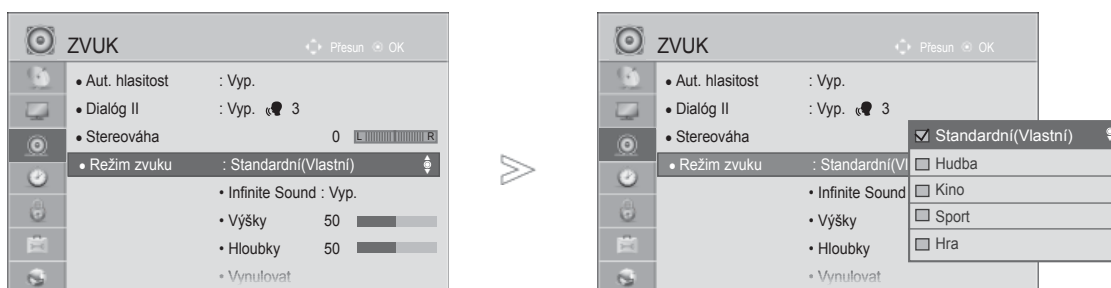 ZVUK
Přesun OK
• Aut. hlasitost : Vyp.
• Dialóg II : Vyp. 3
• Stereováha 0 L R
• Režim zvuku : Standardní(Vlastní)
• Infinite Sound : Vyp.
• Výšky 50
• Hloubky 50
• Vynulovat
ZVUK
Přesun OK
• Aut. hlasitost : Vyp.
• Dialóg II : Vyp. 3
• Stereováha
• Režim zvuku : Standardní(Vl
• Infinite Sound
• Výšky
• Hloubky
• Vynulovat
Standardní(Vlastní)
Hudba
Kino
Sport
Hra